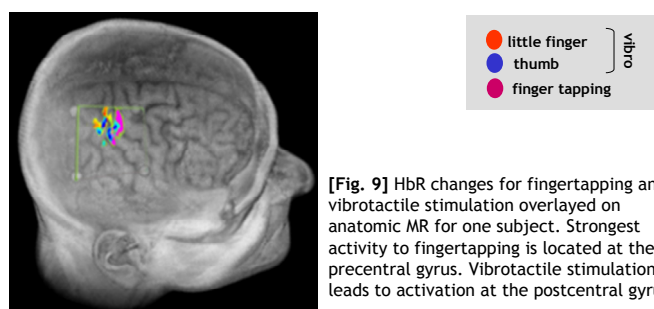 little finger
thumb
vibro
finger tapping
[Fig. 9] HbR changes for fingertapping an
vibrotactile stimulation overlayed on
anatomic MR for one subject. Strongest
activity to fingertapping is located at the
precentral gyrus. Vibrotactile stimulation
leads to activation at the postcentral gyr